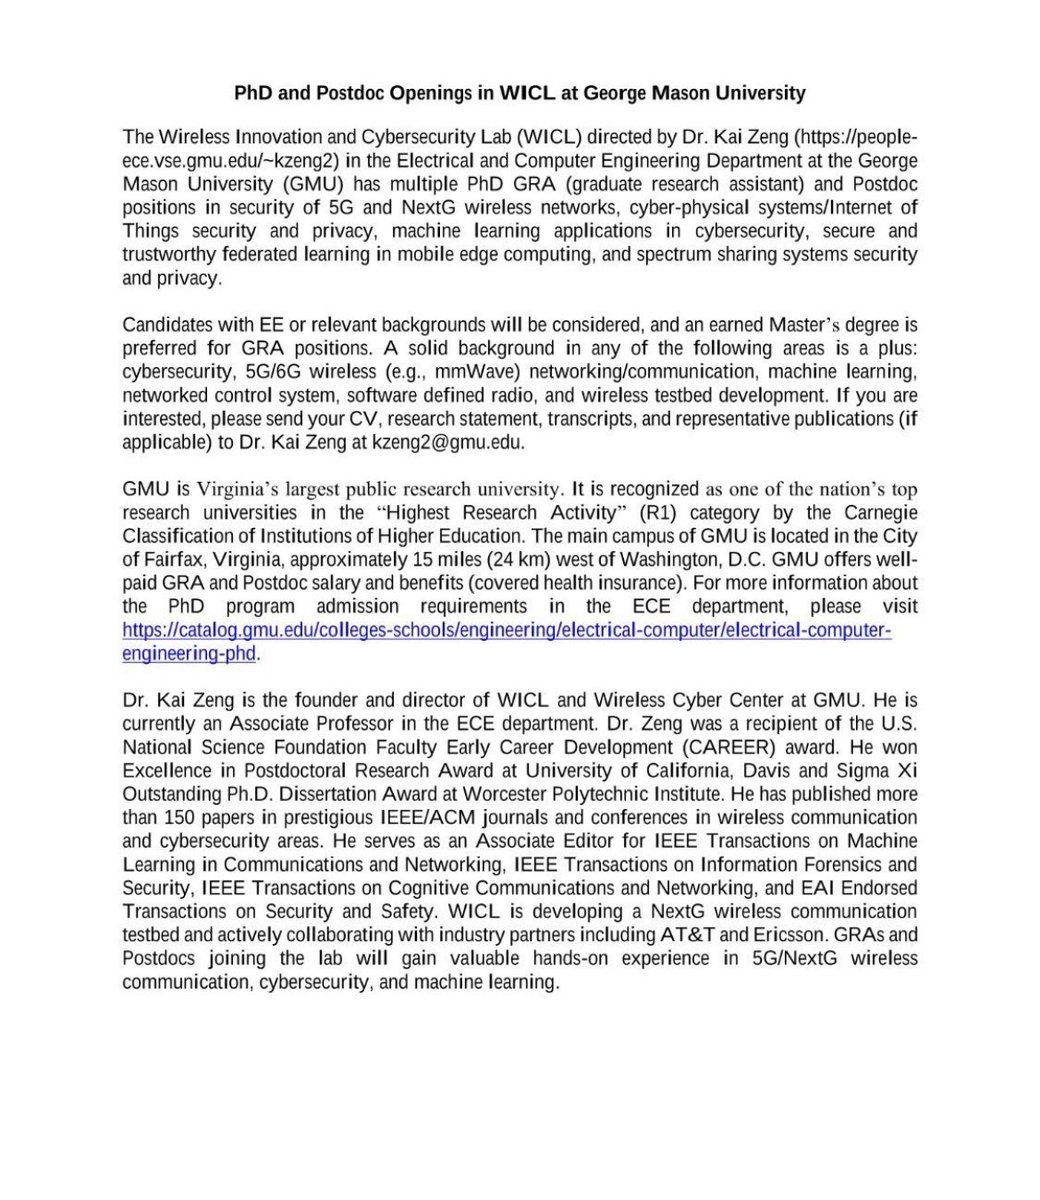 PhD and Postdoc Openings in WICL at George Mason University
The Wireless Innovation and Cybersecurity Lab (WICL) directed by Dr. Kai Zeng (https://people-
ece.vse.gmu.edu/~kzeng2) in the Electrical and Computer Engineering Department at the George
Mason University (GMU) has multiple PhD GRA (graduate research assistant) and Postdoc
positions in security of 5G and NextG wireless networks, cyber-physical systems/Internet of
Things security and privacy, machine learning applications in cybersecurity, secure and
trustworthy federated learning in mobile edge computing, and spectrum sharing systems security
and privacy.
Candidates with EE or relevant backgrounds will be considered, and an earned Master’s degree is
preferred for GRA positions. A solid background in any of the following areas is a plus:
cybersecurity, 5G/6G wireless (e.g., mmWave) networking/communication, machine learning,
networked control system, software defined radio, and wireless testbed development. If you are
interested, please send your CV, research statement, transcripts, and representative publications (if
applicable) to Dr. Kai Zeng at kzeng2@gmu.edu.
GMU is Virginia’s largest public research university. It is recognized as one of the nation’s top
research universities in the “Highest Research Activity” (R1) category by the Carnegie
Classification of Institutions of Higher Education. The main campus of GMU is located in the City
of Fairfax, Virginia, approximately 15 miles (24 km) west of Washington, D.C. GMU offers well-
paid GRA and Postdoc salary and benefits (covered health insurance). For more information about
the PhD program admission requirements in the ECE department, please visit
https://catalog.gmu.edu/colleges-schools/engineering/electrical-computer/electrical-computer-
engineering-phd.
Dr. Kai Zeng is the founder and director of WICL and Wireless Cyber Center at GMU. He is
currently an Associate Professor in the ECE department. Dr. Zeng was a recipient of the U.S.
National Science Foundation Faculty Early Career Development (CAREER) award. He won
Excellence in Postdoctoral Research Award at University of California, Davis and Sigma Xi
Outstanding Ph.D. Dissertation Award at Worcester Polytechnic Institute. He has published more
than 150 papers in prestigious IEEE/ACM journals and conferences in wireless communication
and cybersecurity areas. He serves as an Associate Editor for IEEE Transactions on Machine
Learning in Communications and Networking, IEEE Transactions on Information Forensics and
Security, IEEE Transactions on Cognitive Communications and Networking, and EAI Endorsed
Transactions on Security and Safety. WICL is developing a NextG wireless communication
testbed and actively collaborating with industry partners including AT&T and Ericsson. GRAs and
Postdocs joining the lab will gain valuable hands-on experience in 5G/NextG wireless
communication, cybersecurity, and machine learning.